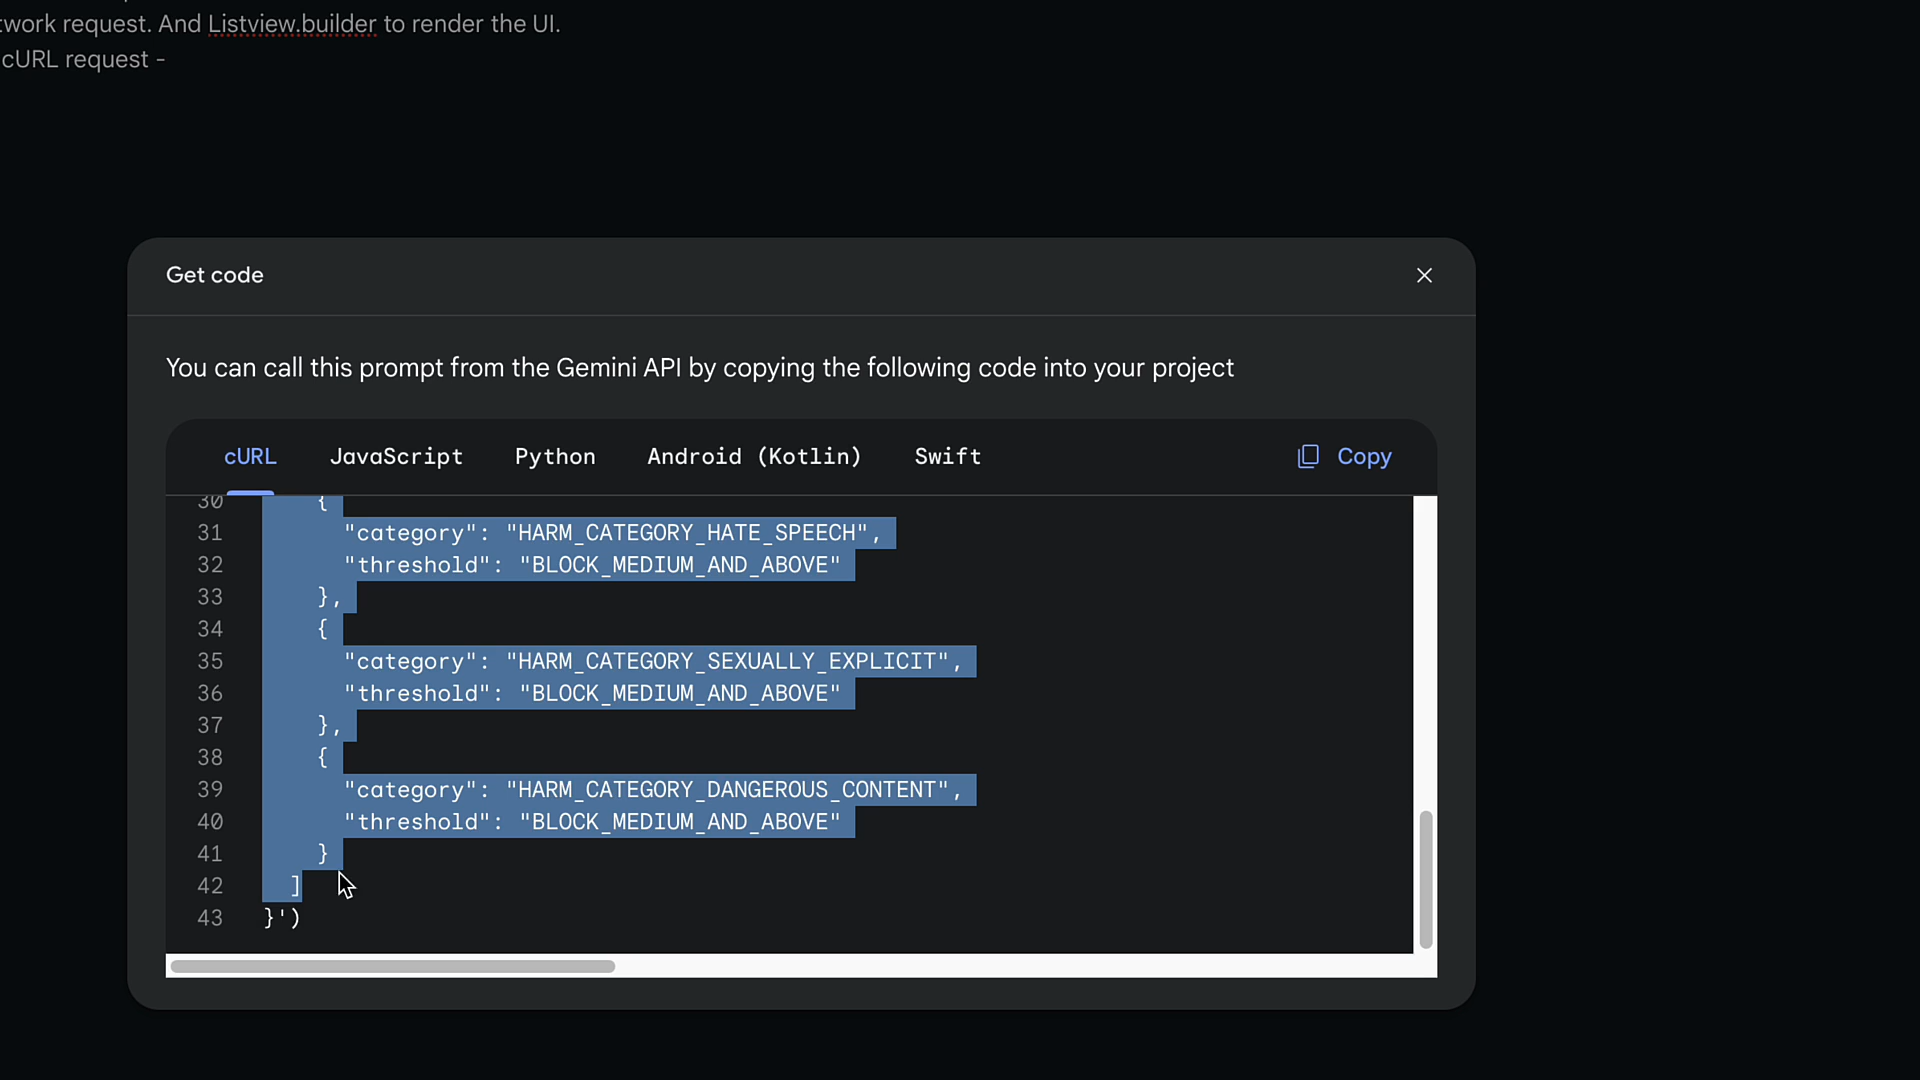 twork request. And Listview.builder to render the UI.
cURL request -
Get code
You can call this prompt from the Gemini API by copying the following code into your project
cURL JavaScript Python Android (Kotlin) Swift Copy
30 {
31 "category": "HARM_CATEGORY_HATE_SPEECH",
32 "threshold": "BLOCK_MEDIUM_AND_ABOVE"
33 },
34 {
35 "category": "HARM_CATEGORY_SEXUALLY_EXPLICIT",
36 "threshold": "BLOCK_MEDIUM_AND_ABOVE"
37 },
38 {
39 "category": "HARM_CATEGORY_DANGEROUS_CONTENT",
40 "threshold": "BLOCK_MEDIUM_AND_ABOVE"
41 }
42 ]
43 }')